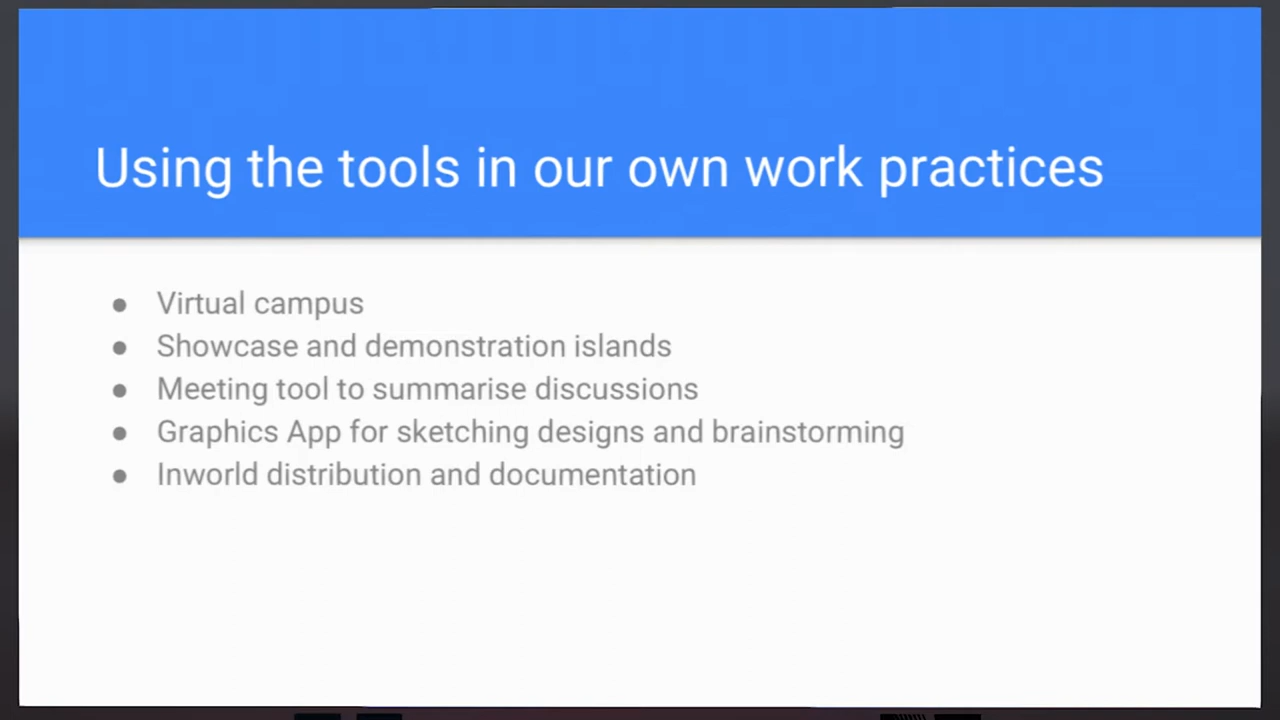 Using the tools in our own work practices
● Virtual campus
● Showcase and demonstration islands
● Meeting tool to summarise discussions
● Graphics App for sketching designs and brainstorming
● Inworld distribution and documentation